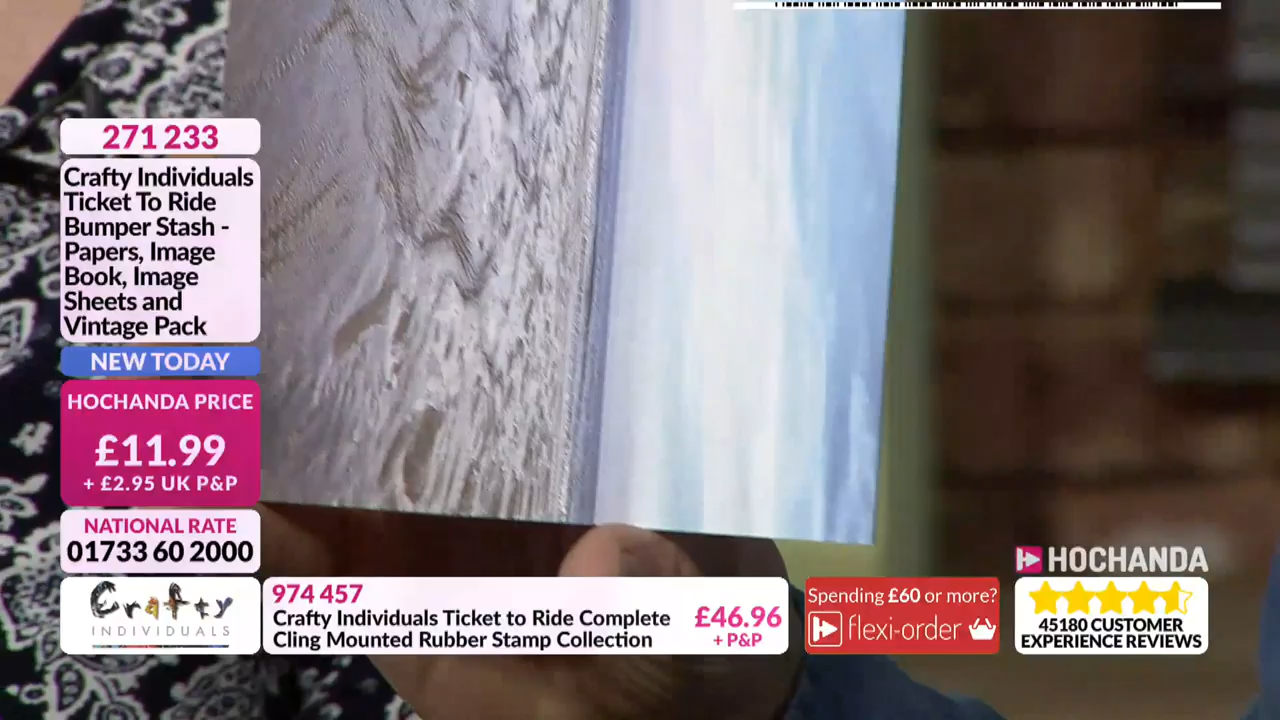 271 233
Crafty Individuals
Ticket To Ride
Bumper Stash -
Papers, Image
Book, Image
Sheets and
Vintage Pack
NEW TODAY
HOCHANDA PRICE
£11.99
+ £2.95 UK P&P
NATIONAL RATE
01733 60 2000
Crafty
INDIVIDUALS
974 457
Crafty Individuals Ticket to Ride Complete
Cling Mounted Rubber Stamp Collection
£46.96
+ P&P
Spending £60 or more?
flexi-order
HOCHANDA
45180 CUSTOMER
EXPERIENCE REVIEWS